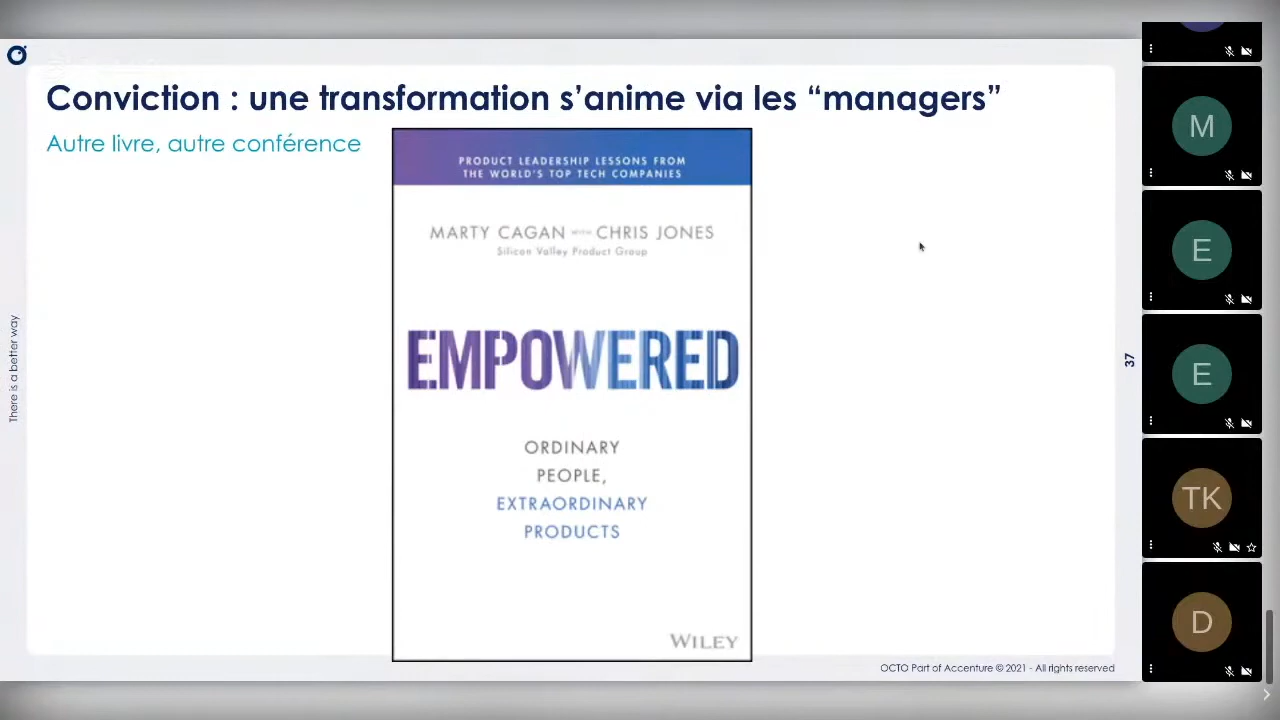 Conviction : une transformation s’anime via les “managers”
Autre livre, autre conférence
PRODUCT LEADERSHIP LESSONS FROM
THE WORLD'S TOP TECH COMPANIES
MARTY CAGAN WITH CHRIS JONES
Silicon Valley Product Group
EMPOWERED
ORDINARY
PEOPLE,
EXTRAORDINARY
PRODUCTS
WILEY
There is a better way
37
OCTO Part of Accenture © 2021 - All rights reserved
M
E
E
TK
D